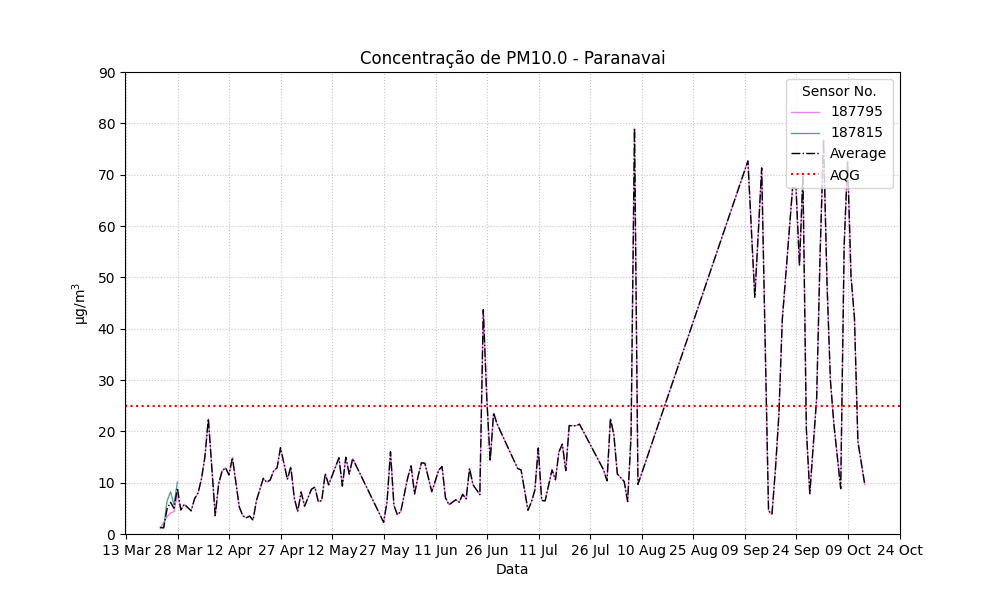 Concentração de PM10.0 - Paranavai
90
80
70
60
50
40
30
20
10
0
µg/m³
Sensor No.
187795
187815
Average
AQG
13 Mar 28 Mar 12 Apr 27 Apr 12 May 27 May 11 Jun 26 Jun 11 Jul 26 Jul 10 Aug 25 Aug 09 Sep 24 Sep 09 Oct 24 Oct
Data